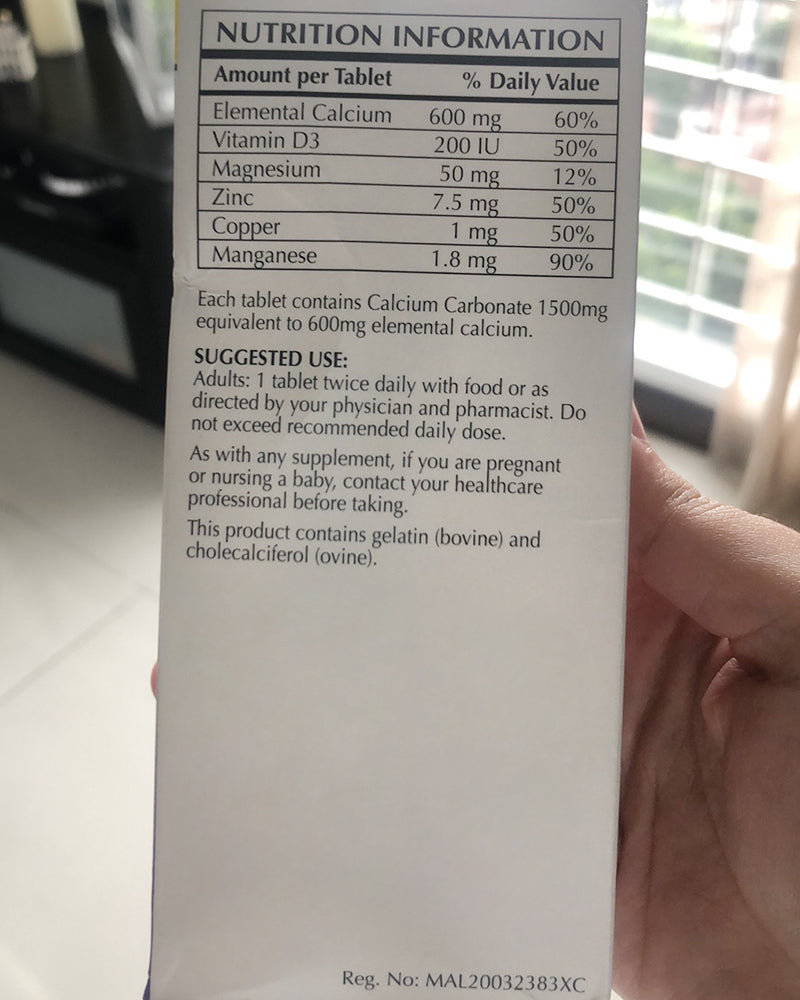 NUTRITION INFORMATION
Amount per Tablet % Daily Value
Elemental Calcium 600 mg 60%
Vitamin D3 200 IU 50%
Magnesium 50 mg 12%
Zinc 7.5 mg 50%
Copper 1 mg 50%
Manganese 1.8 mg 90%
Each tablet contains Calcium Carbonate 1500mg
equivalent to 600mg elemental calcium.
SUGGESTED USE:
Adults: 1 tablet twice daily with food or as
directed by your physician and pharmacist. Do
not exceed recommended daily dose.
As with any supplement, if you are pregnant
or nursing a baby, contact your healthcare
professional before taking.
This product contains gelatin (bovine) and
cholecalciferol (ovine).
Reg. No: MAL20032383XC